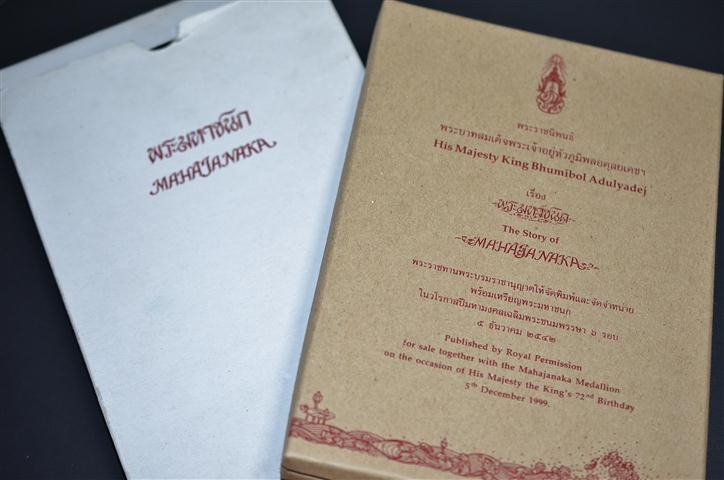 พระมหาชนก
MAHAJANAKA
พระราชนิพนธ์
พระบาทสมเด็จพระเจ้าอยู่หัวภูมิพลอดุลยเดชฯ
His Majesty King Bhumibol Adulyadej
เรื่อง
พระมหาชนก
The Story of
MAHAJANAKA
พระราชทานพระบรมราชานุญาตให้จัดพิมพ์และจัดจำหน่าย
พร้อมเหรียญพระมหาชนก
ในวโรกาสปีมหามงคลเฉลิมพระชนมพรรษา ๖ รอบ
๕ ธันวาคม ๒๕๔๒
Published by Royal Permission
for sale together with the Mahajanaka Medallion
on the occasion of His Majesty the King's 72nd Birthday
5th December 1999.